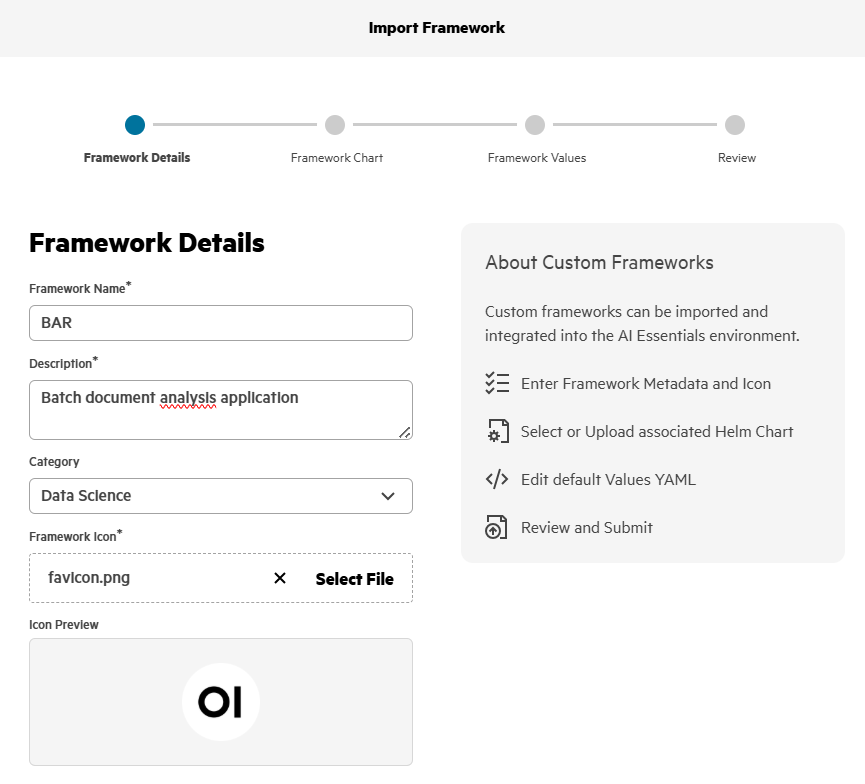 Import Framework
Framework Details
Framework Chart
Framework Values
Review
Framework Details
Framework Name*
BAR
Description*
Batch document analysis application
Category
Data Science
Framework Icon*
favicon.png
Select File
Icon Preview
OI
About Custom Frameworks
Custom frameworks can be imported and
integrated into the AI Essentials environment.
Enter Framework Metadata and Icon
Select or Upload associated Helm Chart
Edit default Values YAML
Review and Submit